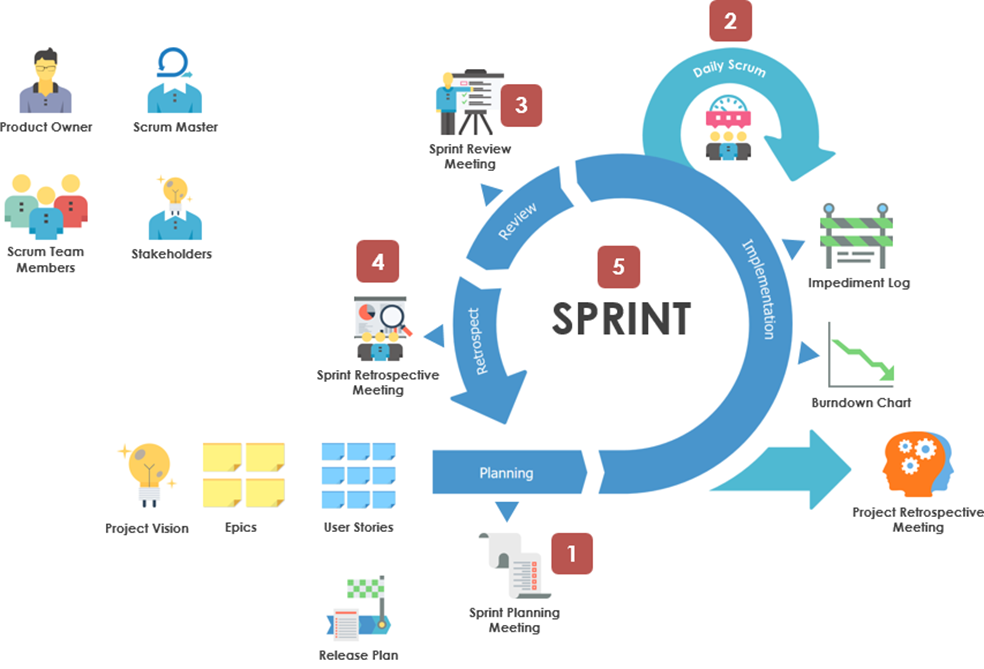 2
Daily Scrum
Product Owner
Scrum Master
3
Sprint Review
Meeting
Scrum Team
Members
Stakeholders
Review
Implementation
Impediment Log
4
5
SPRINT
Retrospect
Sprint Retrospective
Meeting
Burndown Chart
Planning
Project Vision
Epics
User Stories
Project Retrospective
Meeting
1
Sprint Planning
Meeting
Release Plan